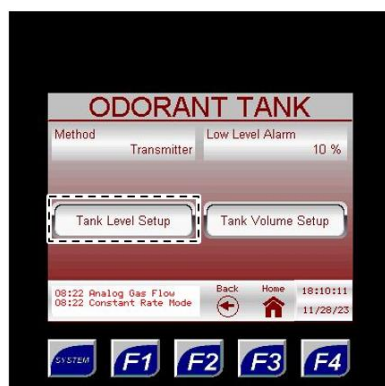 ODORANT TANK
Method
Transmitter
Low Level Alarm
10 %
Tank Level Setup
Tank Volume Setup
08:22 Analog Gas Flow
08:22 Constant Rate Mode
Back
Home
18:10:11
11/28/23
SYSTEM
F1
F2
F3
F4